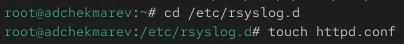 root@adchekmarev:~# cd /etc/rsyslog.d
root@adchekmarev:/etc/rsyslog.d# touch httpd.conf